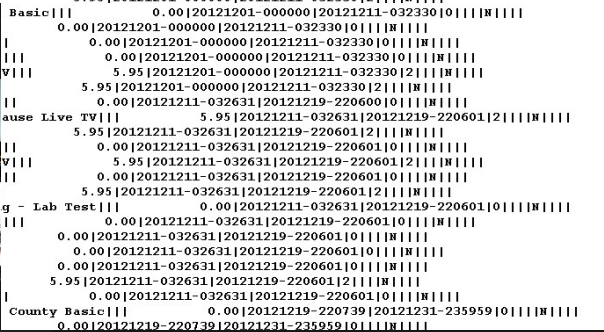 Basic||| 0.00|20121201-000000|20121211-032330|0||||N||||
0.00|20121201-000000|20121211-032330|0||||N||||
| 0.00|20121201-000000|20121211-032330|0||||N||||
||| 0.00|20121201-000000|20121211-032330|0||||N||||
V||| 5.95|20121201-000000|20121211-032330|2||||N||||
5.95|20121201-000000|20121211-032330|2||||N||||
|| 0.00|20121211-032631|20121219-220600|0||||N||||
ause Live TV||| 5.95|20121211-032631|20121219-220601|2||||N||||
5.95|20121211-032631|20121219-220601|2||||N||||
|| 0.00|20121211-032631|20121219-220601|0||||N||||
V||| 5.95|20121211-032631|20121219-220601|2||||N||||
|| 0.00|20121211-032631|20121219-220601|0||||N||||
5.95|20121211-032631|20121219-220601|2||||N||||
g - Lab Test||| 0.00|20121211-032631|20121219-220601|0||||N||||
||| 0.00|20121211-032631|20121219-220601|0||||N||||
0.00|20121211-032631|20121219-220601|0||||N||||
0.00|20121211-032631|20121219-220601|0||||N||||
0.00|20121211-032631|20121219-220601|0||||N||||
5.95|20121211-032631|20121219-220601|2||||N||||
| 0.00|20121211-032631|20121219-220601|0||||N||||
County Basic||| 0.00|20121219-220739|20121231-235959|0||||N||||
0.00|20121219-220739|20121231-235959|0||||N||||